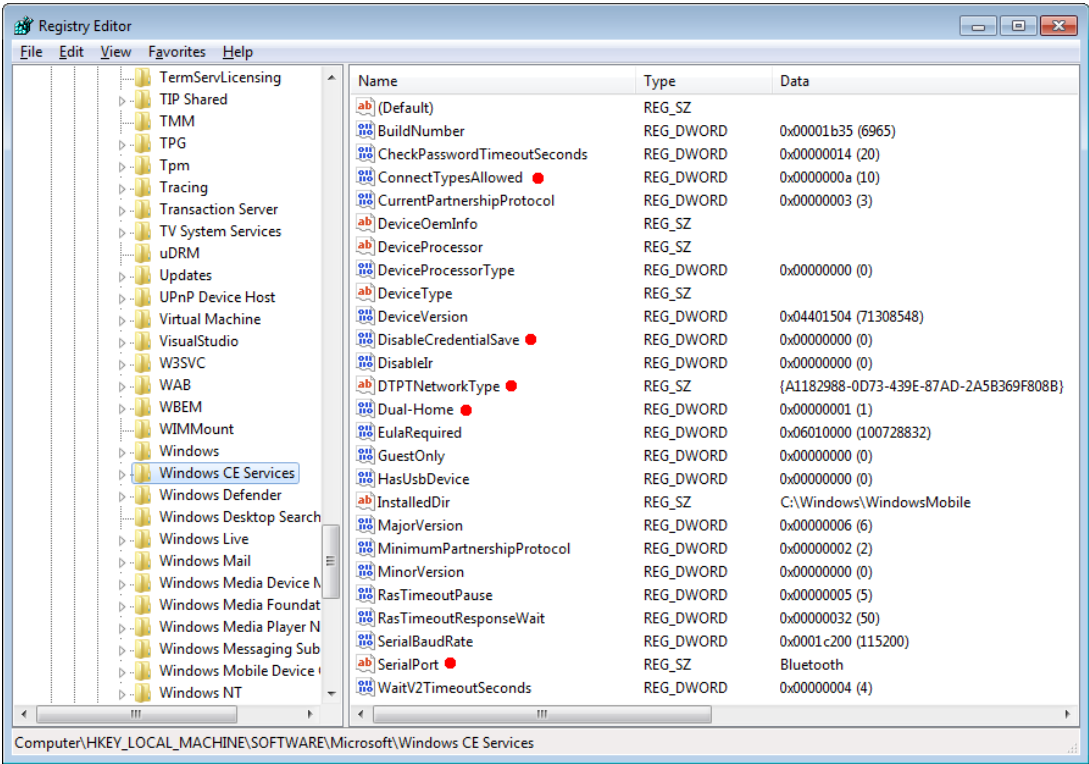 Registry Editor
File Edit View Favorites Help
TermServLicensing
TIP Shared
TMM
TPG
Tpm
Tracing
Transaction Server
TV System Services
uDRM
Updates
UPnP Device Host
Virtual Machine
VisualStudio
W3SVC
WAB
WBEM
WIMMount
Windows
Windows CE Services
Windows Defender
Windows Desktop Search
Windows Live
Windows Mail
Windows Media Device N
Windows Media Foundat
Windows Media Player N
Windows Messaging Sub
Windows Mobile Device
Windows NT
Name Type Data
(Default) REG_SZ
BuildNumber REG_DWORD 0x00001b35 (6965)
CheckPasswordTimeoutSeconds REG_DWORD 0x00000014 (20)
ConnectTypesAllowed REG_DWORD 0x0000000a (10)
CurrentPartnershipProtocol REG_DWORD 0x00000003 (3)
DeviceOemInfo REG_SZ
DeviceProcessor REG_SZ
DeviceProcessorType REG_DWORD 0x00000000 (0)
DeviceType REG_SZ
DeviceVersion REG_DWORD 0x04401504 (71308548)
DisableCredentialSave REG_DWORD 0x00000000 (0)
DisableIr REG_DWORD 0x00000000 (0)
DTPTNetworkType REG_SZ {A1182988-0D73-439E-87AD-2A5B369F808B}
Dual-Home REG_DWORD 0x00000001 (1)
EulaRequired REG_DWORD 0x06010000 (100728832)
GuestOnly REG_DWORD 0x00000000 (0)
HasUsbDevice REG_DWORD 0x00000000 (0)
InstalledDir REG_SZ C:\Windows\WindowsMobile
MajorVersion REG_DWORD 0x00000006 (6)
MinimumPartnershipProtocol REG_DWORD 0x00000002 (2)
MinorVersion REG_DWORD 0x00000000 (0)
RasTimeoutPause REG_DWORD 0x00000005 (5)
RasTimeoutResponseWait REG_DWORD 0x00000032 (50)
SerialBaudRate REG_DWORD 0x0001c200 (115200)
SerialPort REG_SZ Bluetooth
WaitV2TimeoutSeconds REG_DWORD 0x00000004 (4)
Computer\HKEY_LOCAL_MACHINE\SOFTWARE\Microsoft\Windows CE Services